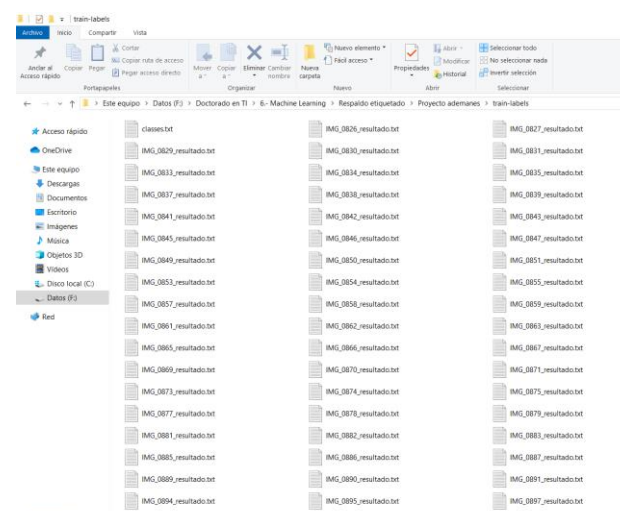 train-labels
Archivo Inicio Compartir Vista
Anclar al Acceso rápido
Copiar
Pegar
Cortar
Copiar ruta de acceso
Pegar acceso directo
Portapapeles
Mover a
Copiar a
Eliminar
Cambiar nombre
Organizar
Nueva carpeta
Nuevo elemento
Fácil acceso
Nuevo
Propiedades
Abrir
Modificar
Historial
Abrir
Seleccionar todo
No seleccionar nada
Invertir selección
Seleccionar
Este equipo > Datos (F:) > Doctorado en TI > 6.- Machine Learning > Respaldo etiquetado > Proyecto ademanes > train-labels
Acceso rápido
OneDrive
Este equipo
Descargas
Documentos
Escritorio
Imágenes
Música
Objetos 3D
Videos
Disco local (C:)
Datos (F:)
Red
classes.txt IMG_0826_resultado.txt IMG_0827_resultado.txt
IMG_0829_resultado.txt IMG_0830_resultado.txt IMG_0831_resultado.txt
IMG_0833_resultado.txt IMG_0834_resultado.txt IMG_0835_resultado.txt
IMG_0837_resultado.txt IMG_0838_resultado.txt IMG_0839_resultado.txt
IMG_0841_resultado.txt IMG_0842_resultado.txt IMG_0843_resultado.txt
IMG_0845_resultado.txt IMG_0846_resultado.txt IMG_0847_resultado.txt
IMG_0849_resultado.txt IMG_0850_resultado.txt IMG_0851_resultado.txt
IMG_0853_resultado.txt IMG_0854_resultado.txt IMG_0855_resultado.txt
IMG_0857_resultado.txt IMG_0858_resultado.txt IMG_0859_resultado.txt
IMG_0861_resultado.txt IMG_0862_resultado.txt IMG_0863_resultado.txt
IMG_0865_resultado.txt IMG_0866_resultado.txt IMG_0867_resultado.txt
IMG_0869_resultado.txt IMG_0870_resultado.txt IMG_0871_resultado.txt
IMG_0873_resultado.txt IMG_0874_resultado.txt IMG_0875_resultado.txt
IMG_0877_resultado.txt IMG_0878_resultado.txt IMG_0879_resultado.txt
IMG_0881_resultado.txt IMG_0882_resultado.txt IMG_0883_resultado.txt
IMG_0885_resultado.txt IMG_0886_resultado.txt IMG_0887_resultado.txt
IMG_0889_resultado.txt IMG_0890_resultado.txt IMG_0891_resultado.txt
IMG_0894_resultado.txt IMG_0895_resultado.txt IMG_0897_resultado.txt